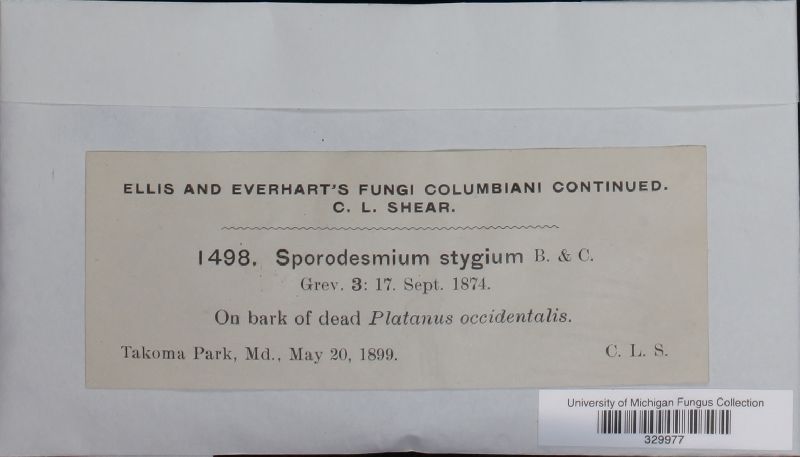 ELLIS AND EVERHART'S FUNGI COLUMBIANI CONTINUED.
C. L. SHEAR.
1498. Sporodesmium stygium B. & C.
Grev. 3: 17. Sept. 1874.
On bark of dead Platanus occidentalis.
Takoma Park, Md., May 20, 1899. C. L. S.
University of Michigan Fungus Collection
329977